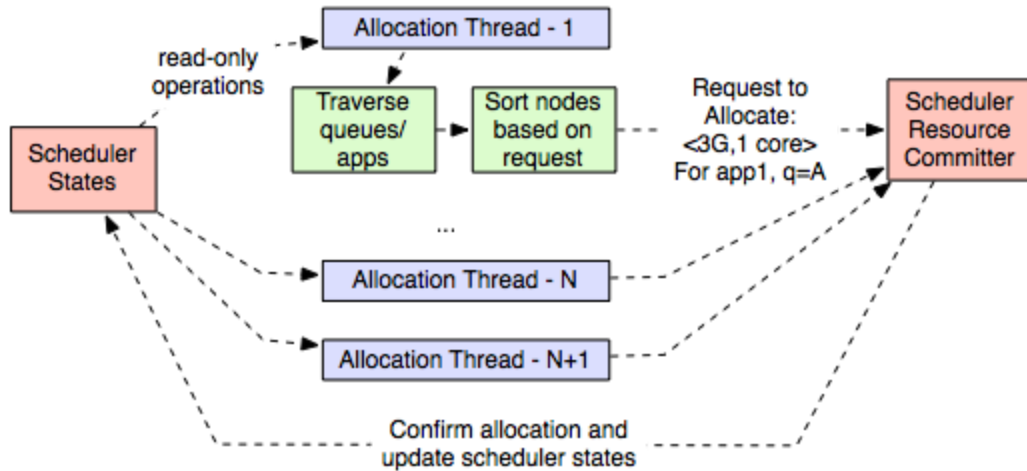 Allocation Thread - 1
read-only
operations
Traverse
queues/
apps
Sort nodes
based on
request
Request to
Allocate:
<3G,1 core>
For app1, q=A
Scheduler
Resource
Committer
Scheduler
States
...
Allocation Thread - N
Allocation Thread - N+1
Confirm allocation and
update scheduler states